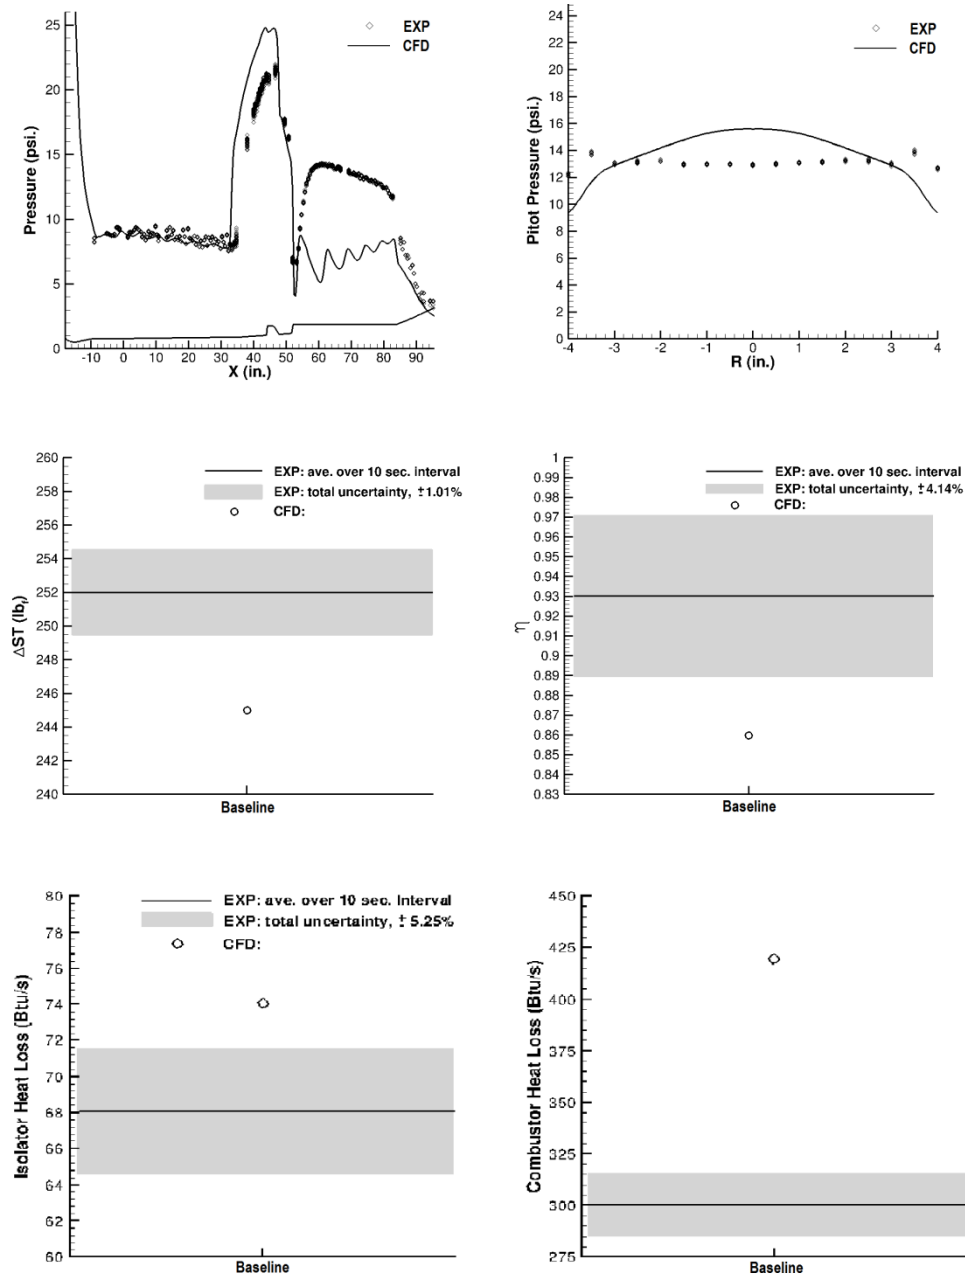 EXP
CFD
Pressure (psi.)
25
20
15
10
5
0
-10 0 10 20 30 40 50 60 70 80 90
X (in.)
EXP
CFD
Pitot Pressure (psi.)
24
22
20
18
16
14
12
10
8
6
4
2
0
-4 -3 -2 -1 0 1 2 3 4
R (in.)
EXP: ave. over 10 sec. interval
EXP: total uncertainty, ±1.01%
CFD:
ΔST (lbf)
260
258
256
254
252
250
248
246
244
242
240
Baseline
EXP: ave. over 10 sec. interval
EXP: total uncertainty, ±4.14%
CFD:
η
1
0.99
0.98
0.97
0.96
0.95
0.94
0.93
0.92
0.91
0.9
0.89
0.88
0.87
0.86
0.85
0.84
0.83
Baseline
EXP: ave. over 10 sec. Interval
EXP: total uncertainty, ±5.25%
CFD:
Isolator Heat Loss (Btu/s)
80
78
76
74
72
70
68
66
64
62
60
Baseline
Combustor Heat Loss (Btu/s)
450
425
400
375
350
325
300
275
Baseline